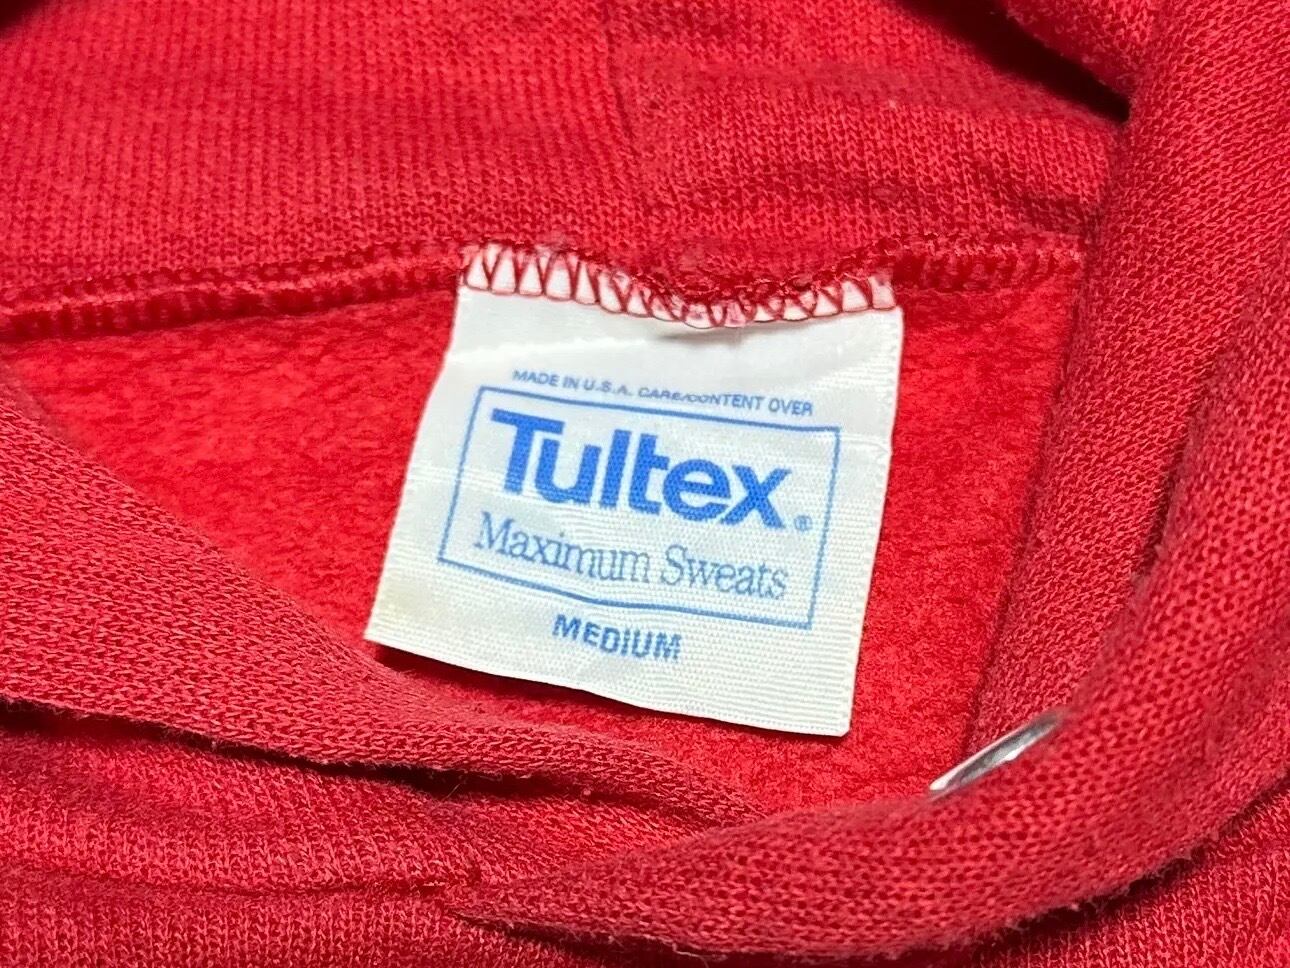 MADE IN U.S.A. CARE/CONTENT OVER
Tultex®
Maximum Sweats
MEDIUM